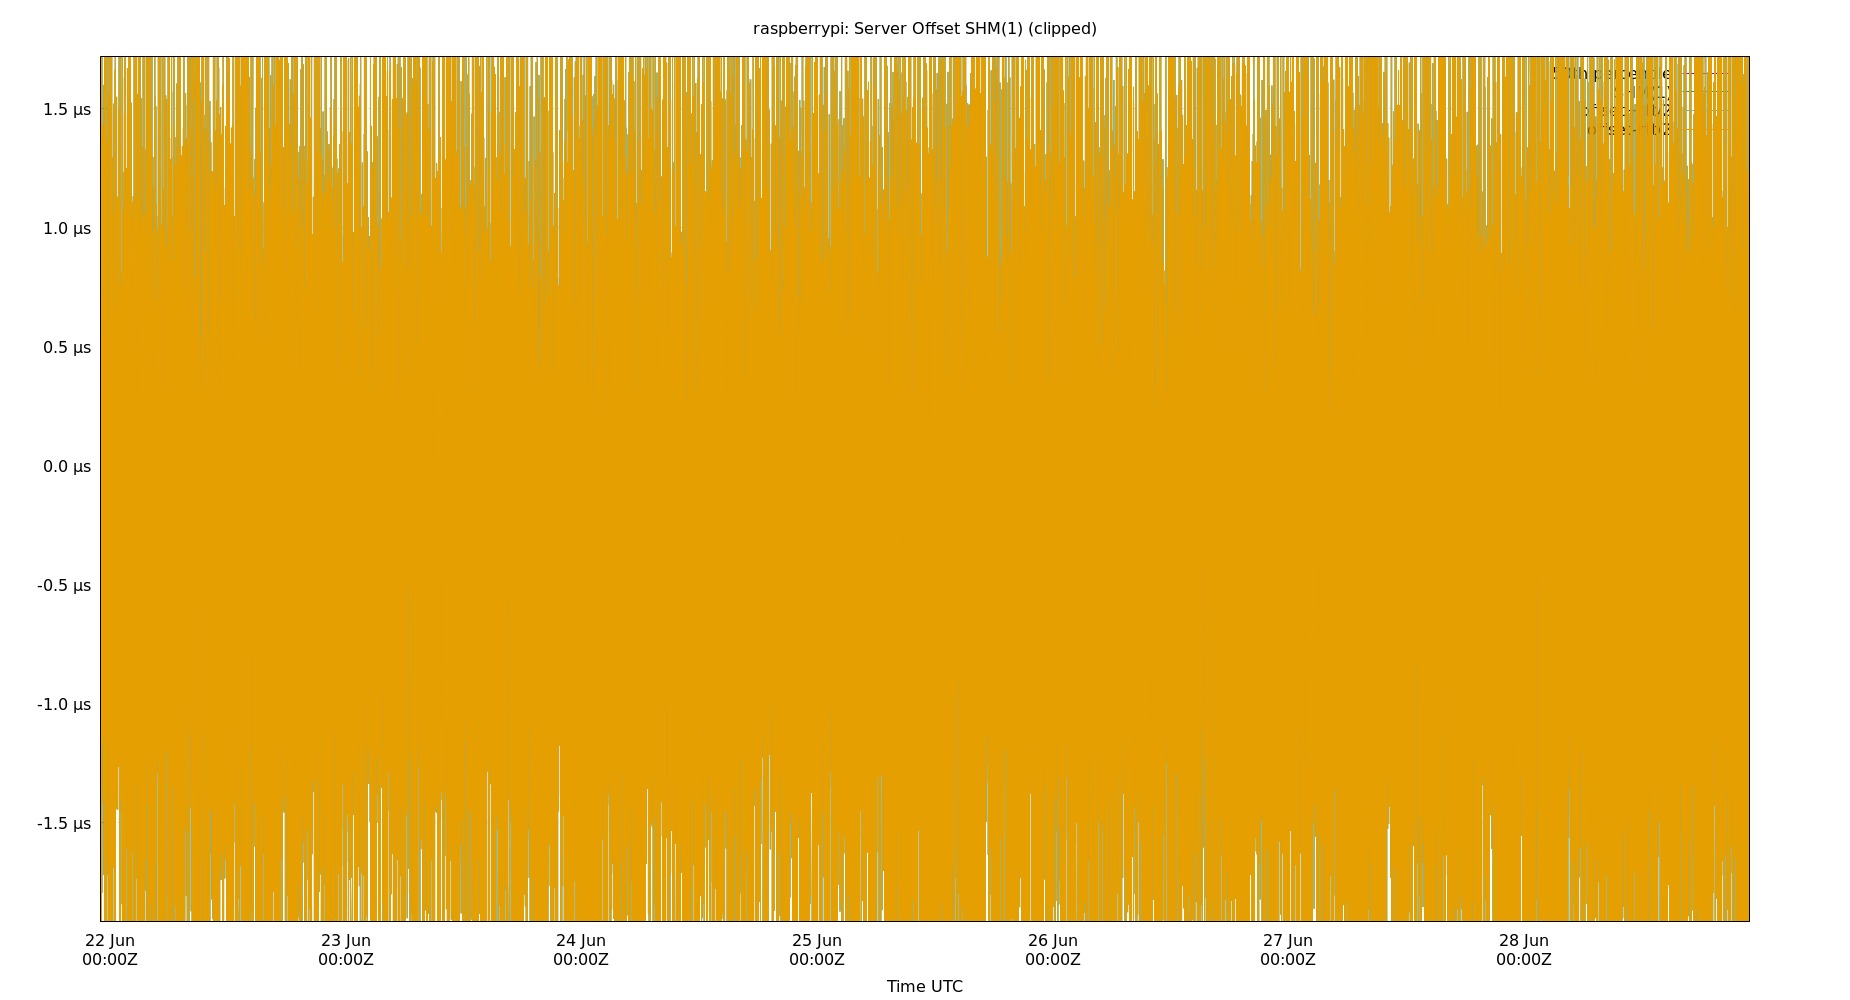 raspberrypi: Server Offset SHM(1) (clipped)
1.5 µs
1.0 µs
0.5 µs
0.0 µs
-0.5 µs
-1.0 µs
-1.5 µs
22 Jun 23 Jun 24 Jun 25 Jun 26 Jun 27 Jun 28 Jun
00:00Z 00:00Z 00:00Z 00:00Z 00:00Z 00:00Z 00:00Z
Time UTC